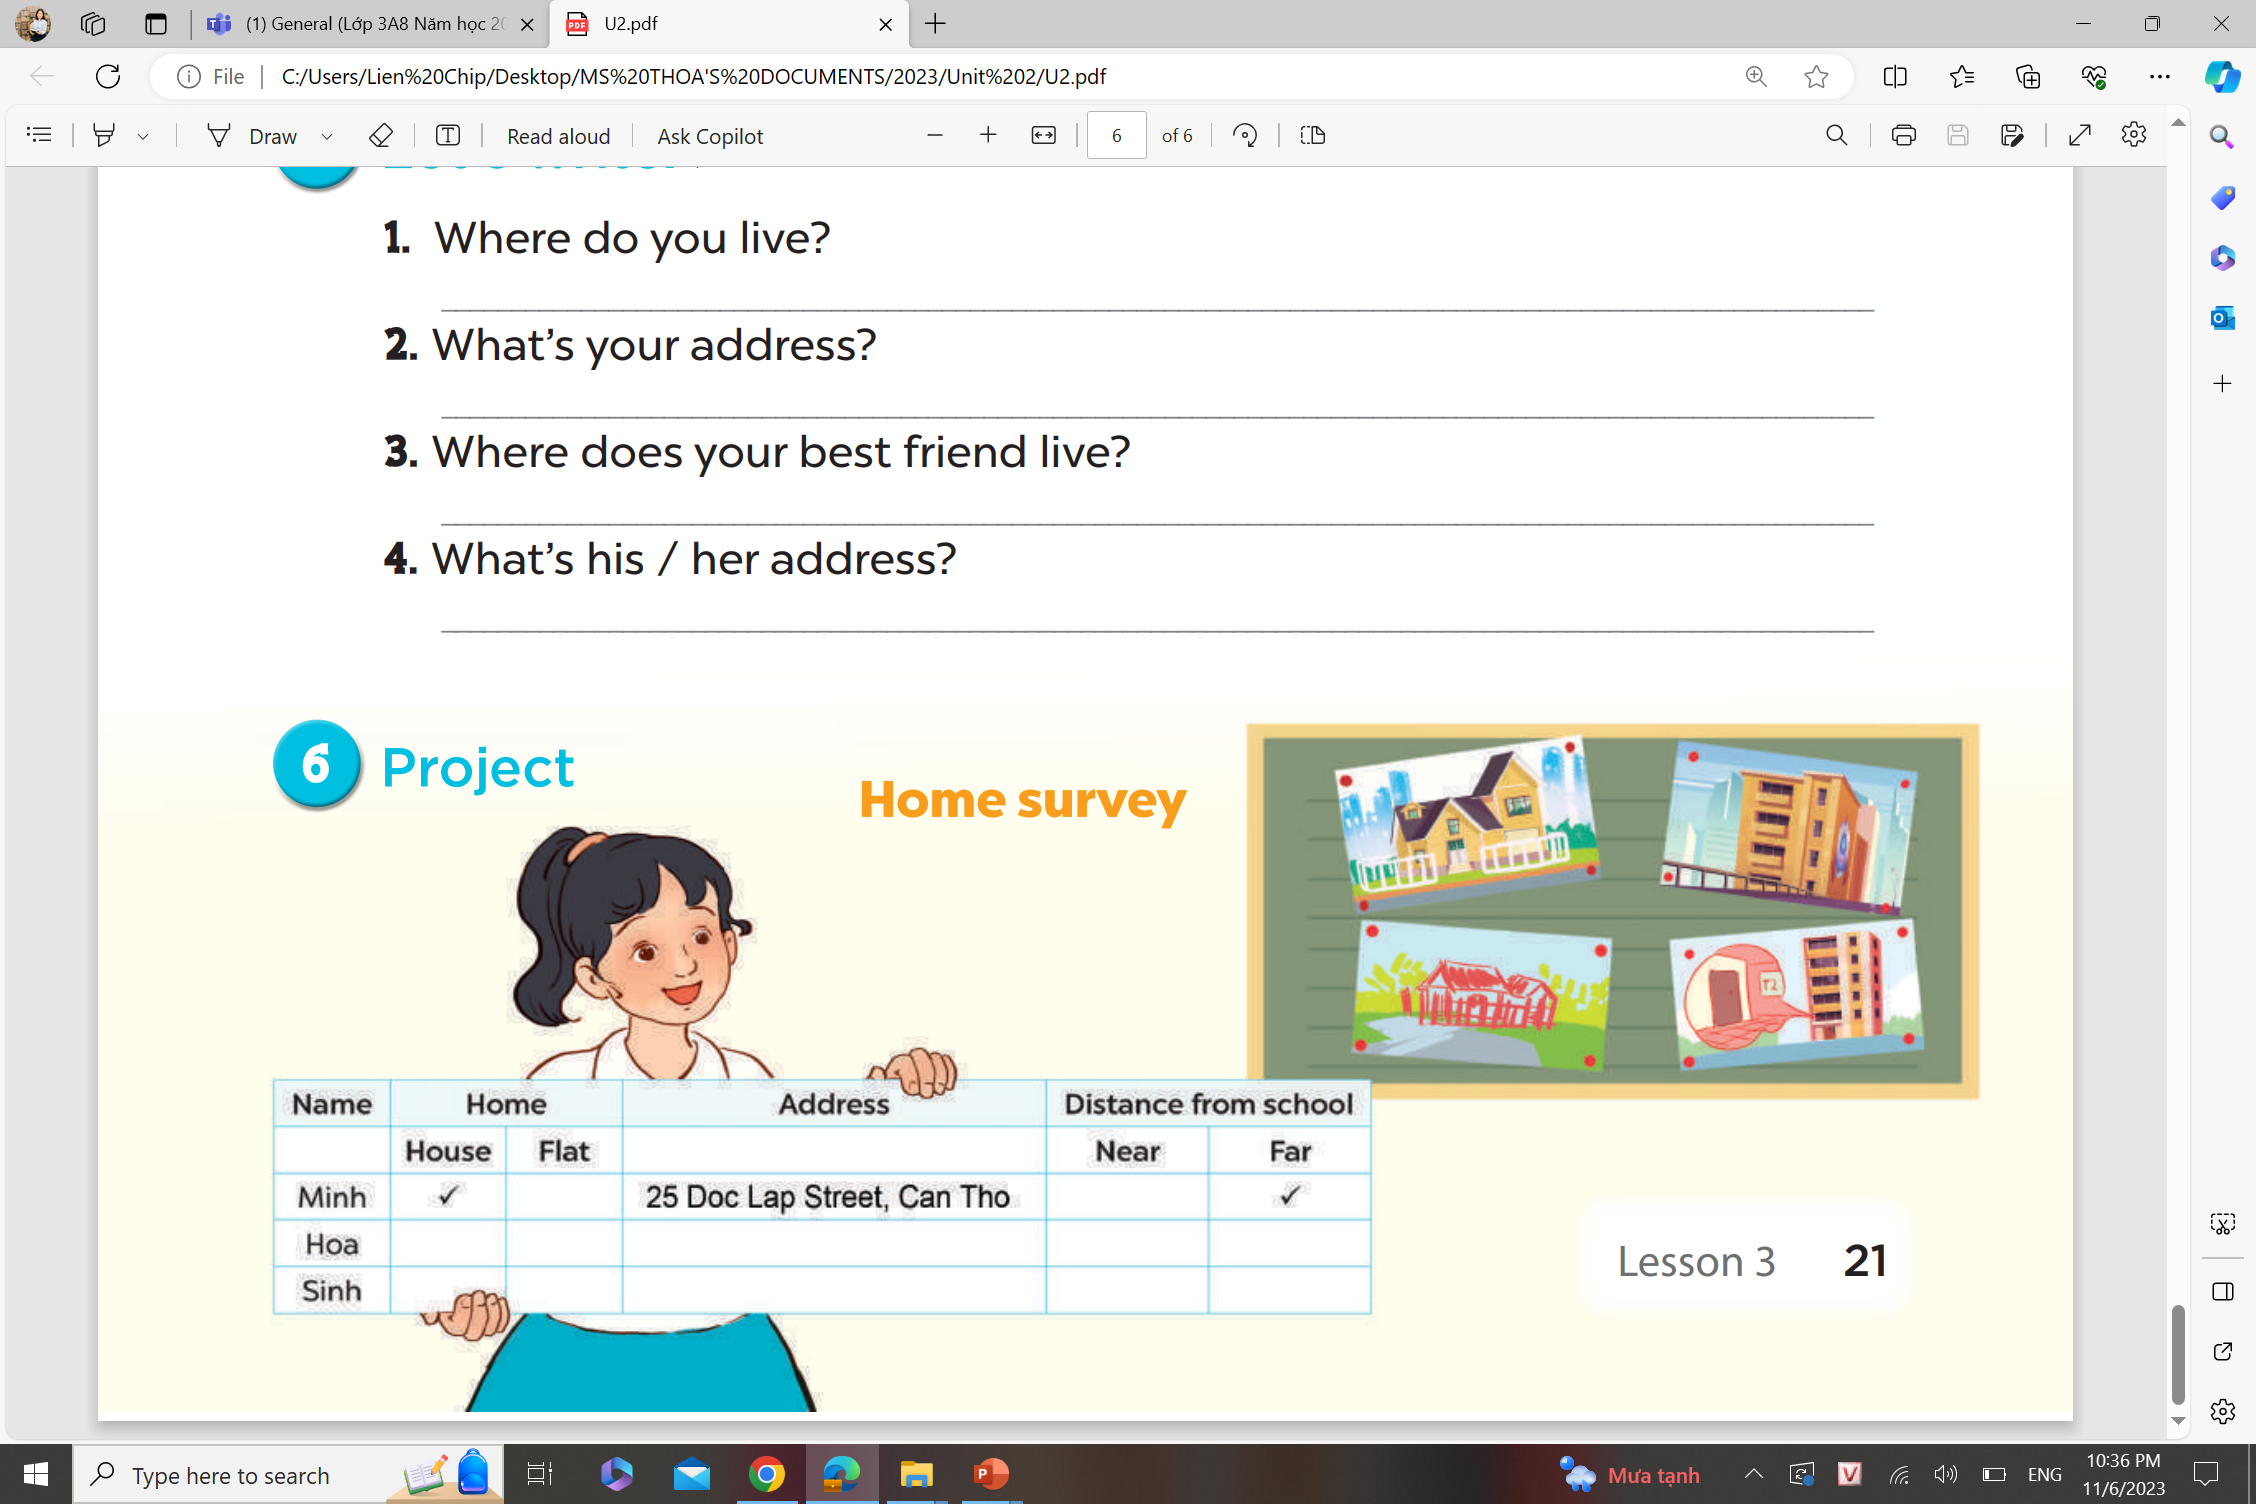 (1) General (Lớp 3A8 Năm học 20
U2.pdf
File
C:/Users/Lien%20Chip/Desktop/MS%20THOA'S%20DOCUMENTS/2023/Unit%202/U2.pdf
Draw
Read aloud
Ask Copilot
6
of 6
1. Where do you live?
2. What's your address?
3. Where does your best friend live?
4. What's his / her address?
6 Project
Home survey
T2
Name Home Address Distance from school
House Flat Near Far
Minh ✓ 25 Doc Lap Street, Can Tho ✓
Hoa
Sinh
Lesson 3 21
Type here to search
Mưa tạnh
ENG
10:36 PM
11/6/2023